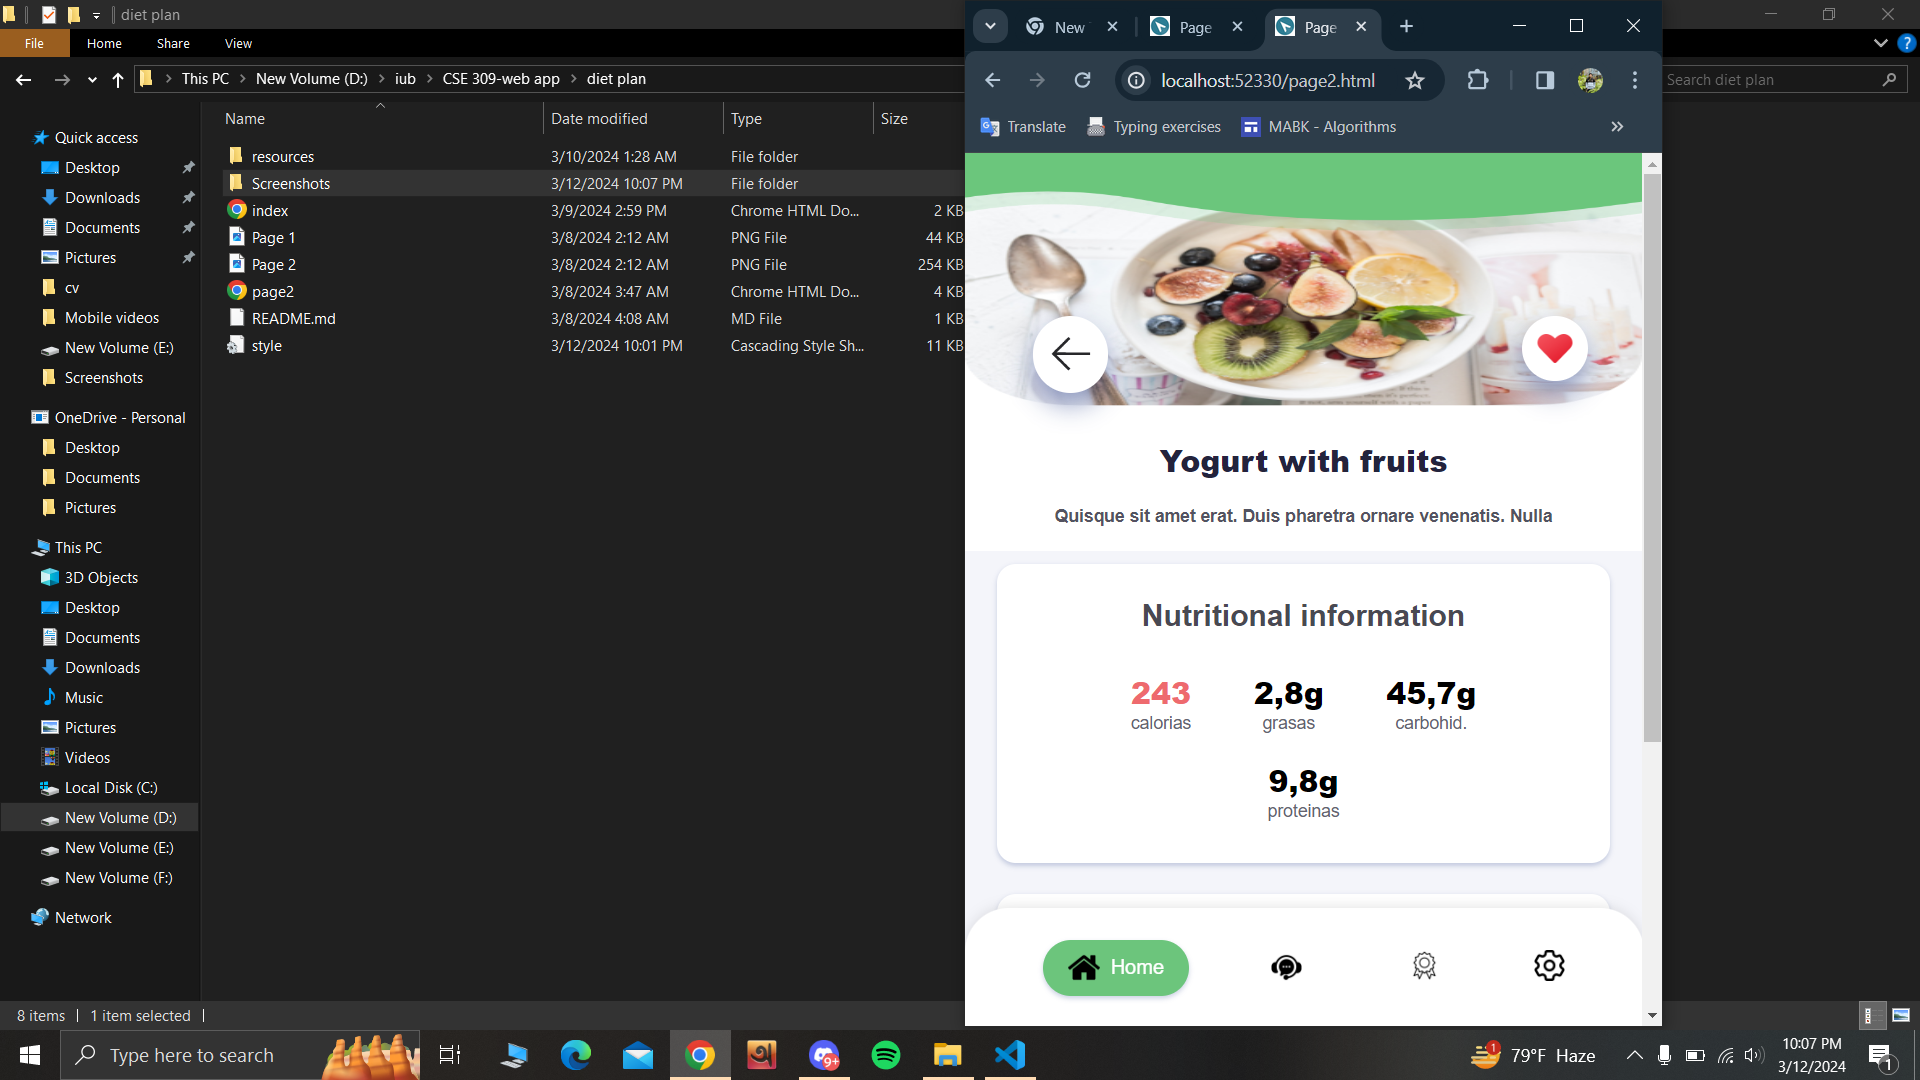 diet plan
File
Home
Share
View
This PC
New Volume (D:)
iub
CSE 309-web app
diet plan
Search diet plan
Name
Date modified
Type
Size
resources 3/10/2024 1:28 AM File folder
Screenshots 3/12/2024 10:07 PM File folder
index 3/9/2024 2:59 PM Chrome HTML Do... 2 KB
Page 1 3/8/2024 2:12 AM PNG File 44 KB
Page 2 3/8/2024 2:12 AM PNG File 254 KB
page2 3/8/2024 3:47 AM Chrome HTML Do... 4 KB
README.md 3/8/2024 4:08 AM MD File 1 KB
style 3/12/2024 10:01 PM Cascading Style Sh... 11 KB
Quick access
Desktop
Downloads
Documents
Pictures
cv
Mobile videos
New Volume (E:)
Screenshots
OneDrive - Personal
Desktop
Documents
Pictures
This PC
3D Objects
Desktop
Documents
Downloads
Music
Pictures
Videos
Local Disk (C:)
New Volume (D:)
New Volume (E:)
New Volume (F:)
Network
8 items
1 item selected
New
Page
Page
localhost:52330/page2.html
Translate
Typing exercises
MABK - Algorithms
Yogurt with fruits
Quisque sit amet erat. Duis pharetra ornare venenatis. Nulla
Nutritional information
243
calorias
2,8g
grasas
45,7g
carbohid.
9,8g
proteinas
Home
Type here to search
9+
1
79°F Haze
10:07 PM
3/12/2024
1